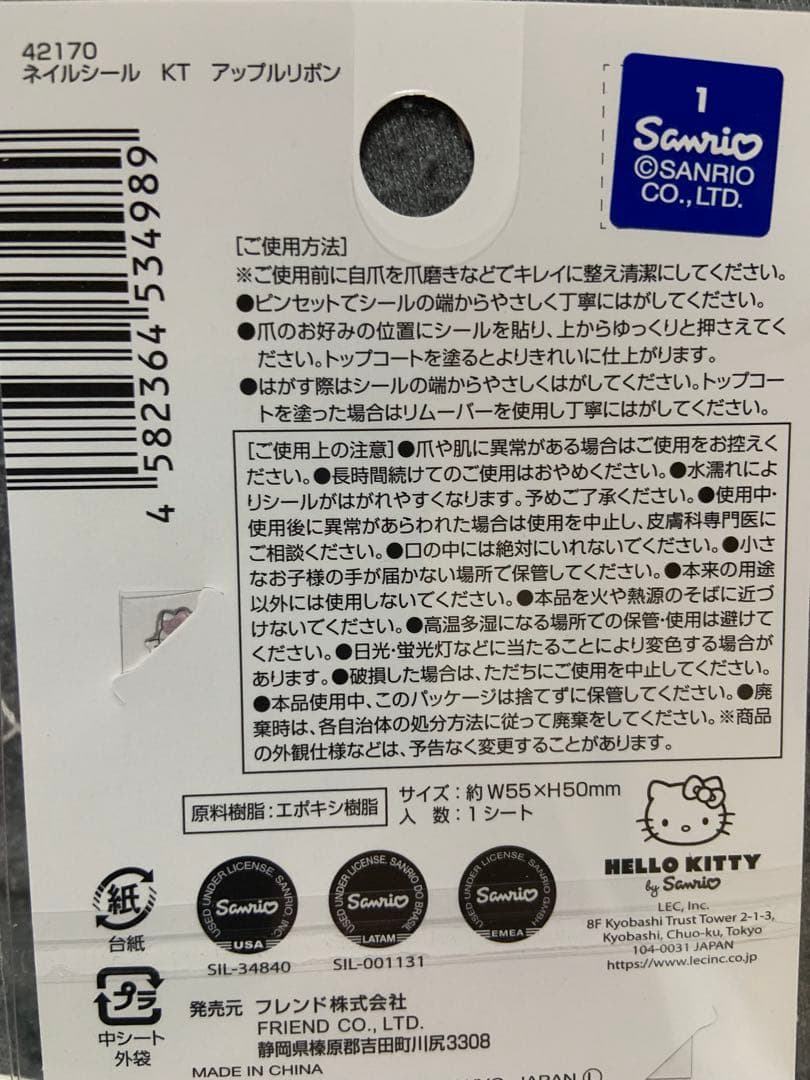 42170
ネイルシール KT アップルリボン
1
Sanrio
©SANRIO
CO.,LTD.
4 582364 534989
[ご使用方法]
※ご使用前に自爪を爪磨きなどでキレイに整え清潔にしてください。
●ピンセットでシールの端からやさしく丁寧にはがしてください。
●爪のお好みの位置にシールを貼り、上からゆっくりと押さえてく
ださい。トップコートを塗るとよりきれいに仕上がります。
●はがす際はシールの端からやさしくはがしてください。トップコー
トを塗った場合はリムーバーを使用し丁寧にはがしてください。
[ご使用上の注意]●爪や肌に異常がある場合はご使用をお控えく
ださい。●長時間続けてのご使用はおやめください。●水濡れによ
りシールがはがれやすくなります。予めご了承ください。●使用中・
使用後に異常があらわれた場合は使用を中止し、皮膚科専門医に
ご相談ください。●口の中には絶対にいれないでください。●小さ
なお子様の手が届かない場所で保管してください。●本来の用途
以外には使用しないでください。●本品を火や熱源のそばに近づ
けないでください。●高温多湿になる場所での保管・使用は避けて
ください。●日光・蛍光灯などに当たることにより変色する場合が
あります。●破損した場合は、ただちにご使用を中止してください。
●本品使用中、このパッケージは捨てずに保管してください。●廃
棄時は、各自治体の処分方法に従って廃棄をしてください。※商品
の外観仕様などは、予告なく変更することがあります。
原料樹脂:エポキシ樹脂
サイズ:約W55×H50mm
入 数:1シート
HELLO KITTY
by Sanrio
LEC, Inc.
8F Kyobashi Trust Tower 2-1-3,
Kyobashi, Chuo-ku, Tokyo
104-0031 JAPAN
https://www.lecinc.co.jp
紙
台紙
USED UNDER LICENSE. SANRIO, INC.
Sanrio
USA
SIL-34840
USED UNDER LICENSE. SANRIO DO BRASIL
Sanrio
LATAM
SIL-001131
USED UNDER LICENSE. SANRIO GMBH
Sanrio
EMEA
プラ
中シート
外袋
発売元 フレンド株式会社
FRIEND CO., LTD.
静岡県榛原郡吉田町川尻3308
MADE IN CHINA
JAPAN Ⓛ